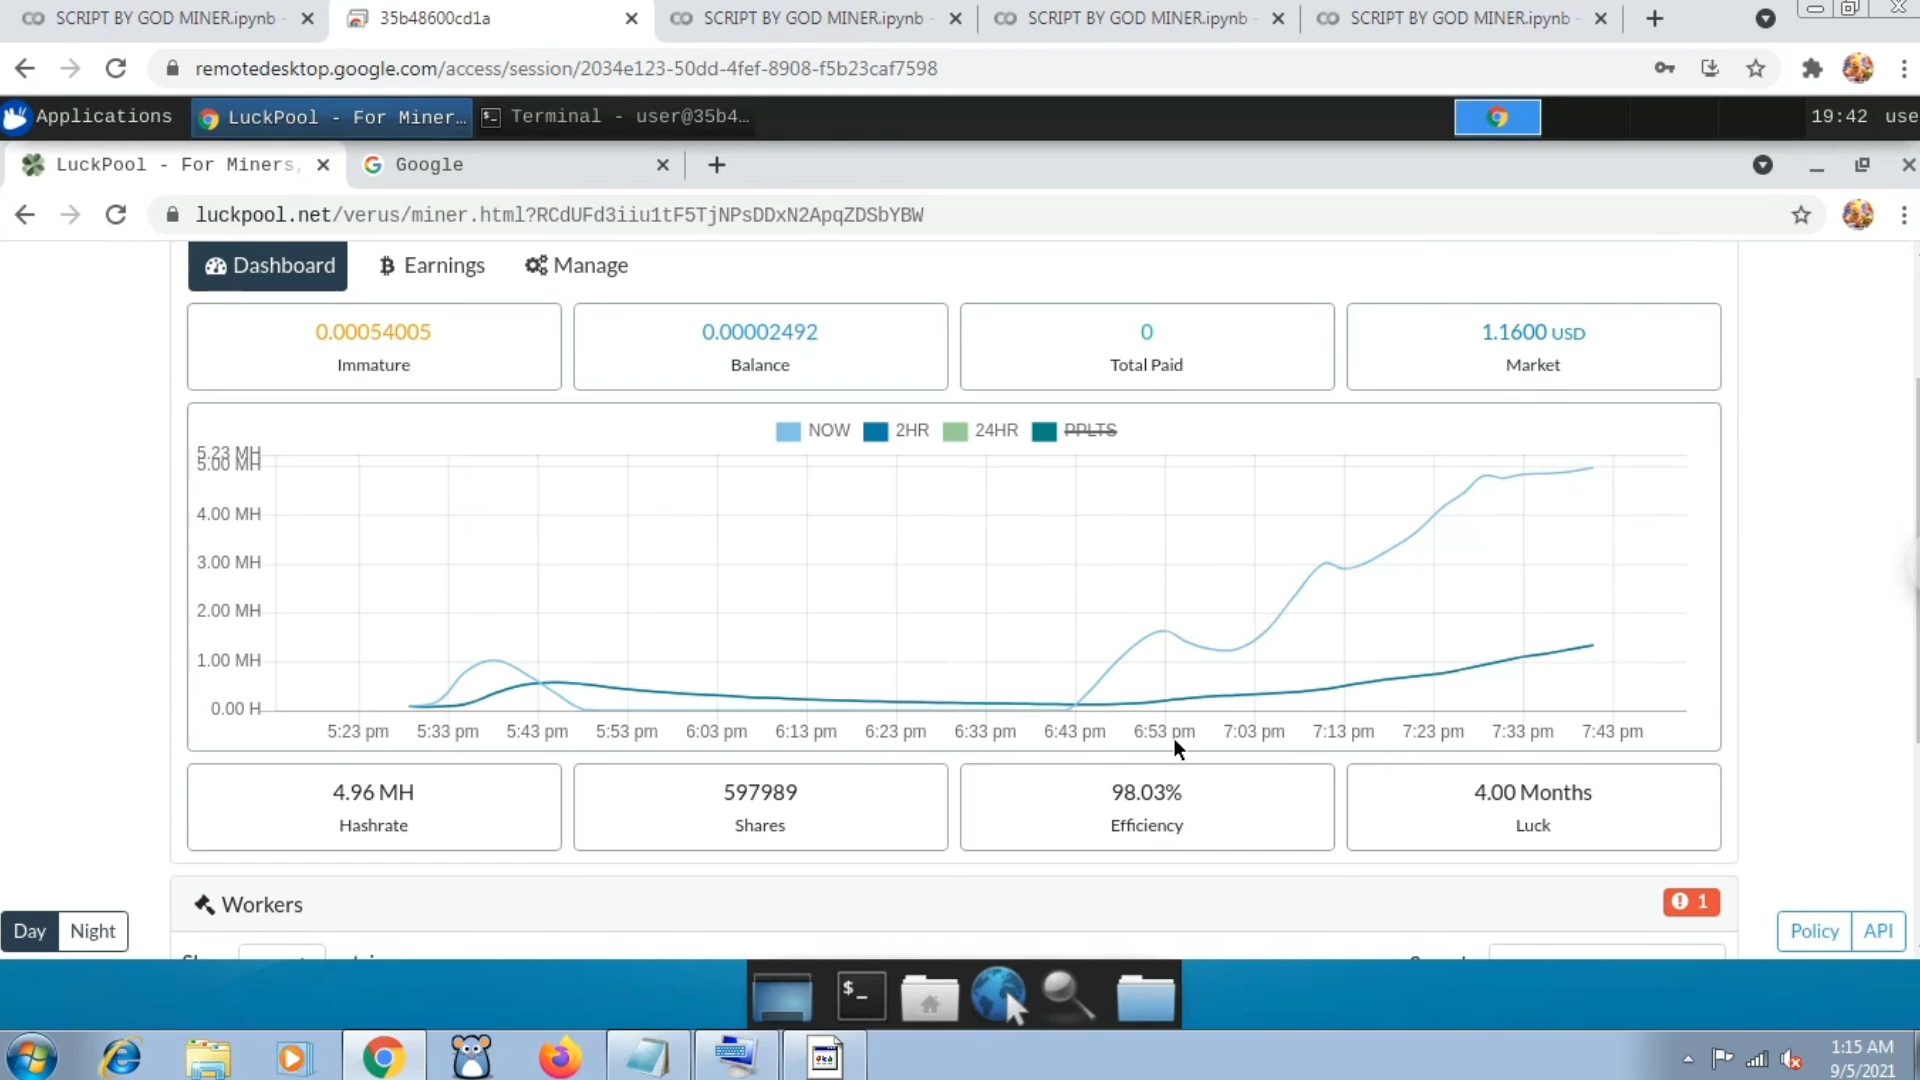 SCRIPT BY GOD MINER.ipynb -
35b48600cd1a
SCRIPT BY GOD MINER.ipynb -
SCRIPT BY GOD MINER.ipynb -
SCRIPT BY GOD MINER.ipynb -
remotedesktop.google.com/access/session/2034e123-50dd-4fef-8908-f5b23caf7598
Applications
LuckPool - For Miner…
Terminal - user@35b4…
19:42 use
LuckPool - For Miners,
Google
luckpool.net/verus/miner.html?RCdUFd3iiu1tF5TjNPsDDxN2ApqZDSbYBW
Dashboard
Earnings
Manage
0.00054005
Immature
0.00002492
Balance
0
Total Paid
1.1600 USD
Market
NOW 2HR 24HR PPLTS
5.23 MH
5.00 MH
4.00 MH
3.00 MH
2.00 MH
1.00 MH
0.00 H
5:23 pm 5:33 pm 5:43 pm 5:53 pm 6:03 pm 6:13 pm 6:23 pm 6:33 pm 6:43 pm 6:53 pm 7:03 pm 7:13 pm 7:23 pm 7:33 pm 7:43 pm
4.96 MH
Hashrate
597989
Shares
98.03%
Efficiency
4.00 Months
Luck
Workers
1
Day Night
Policy API
$_
1:15 AM
9/5/2021